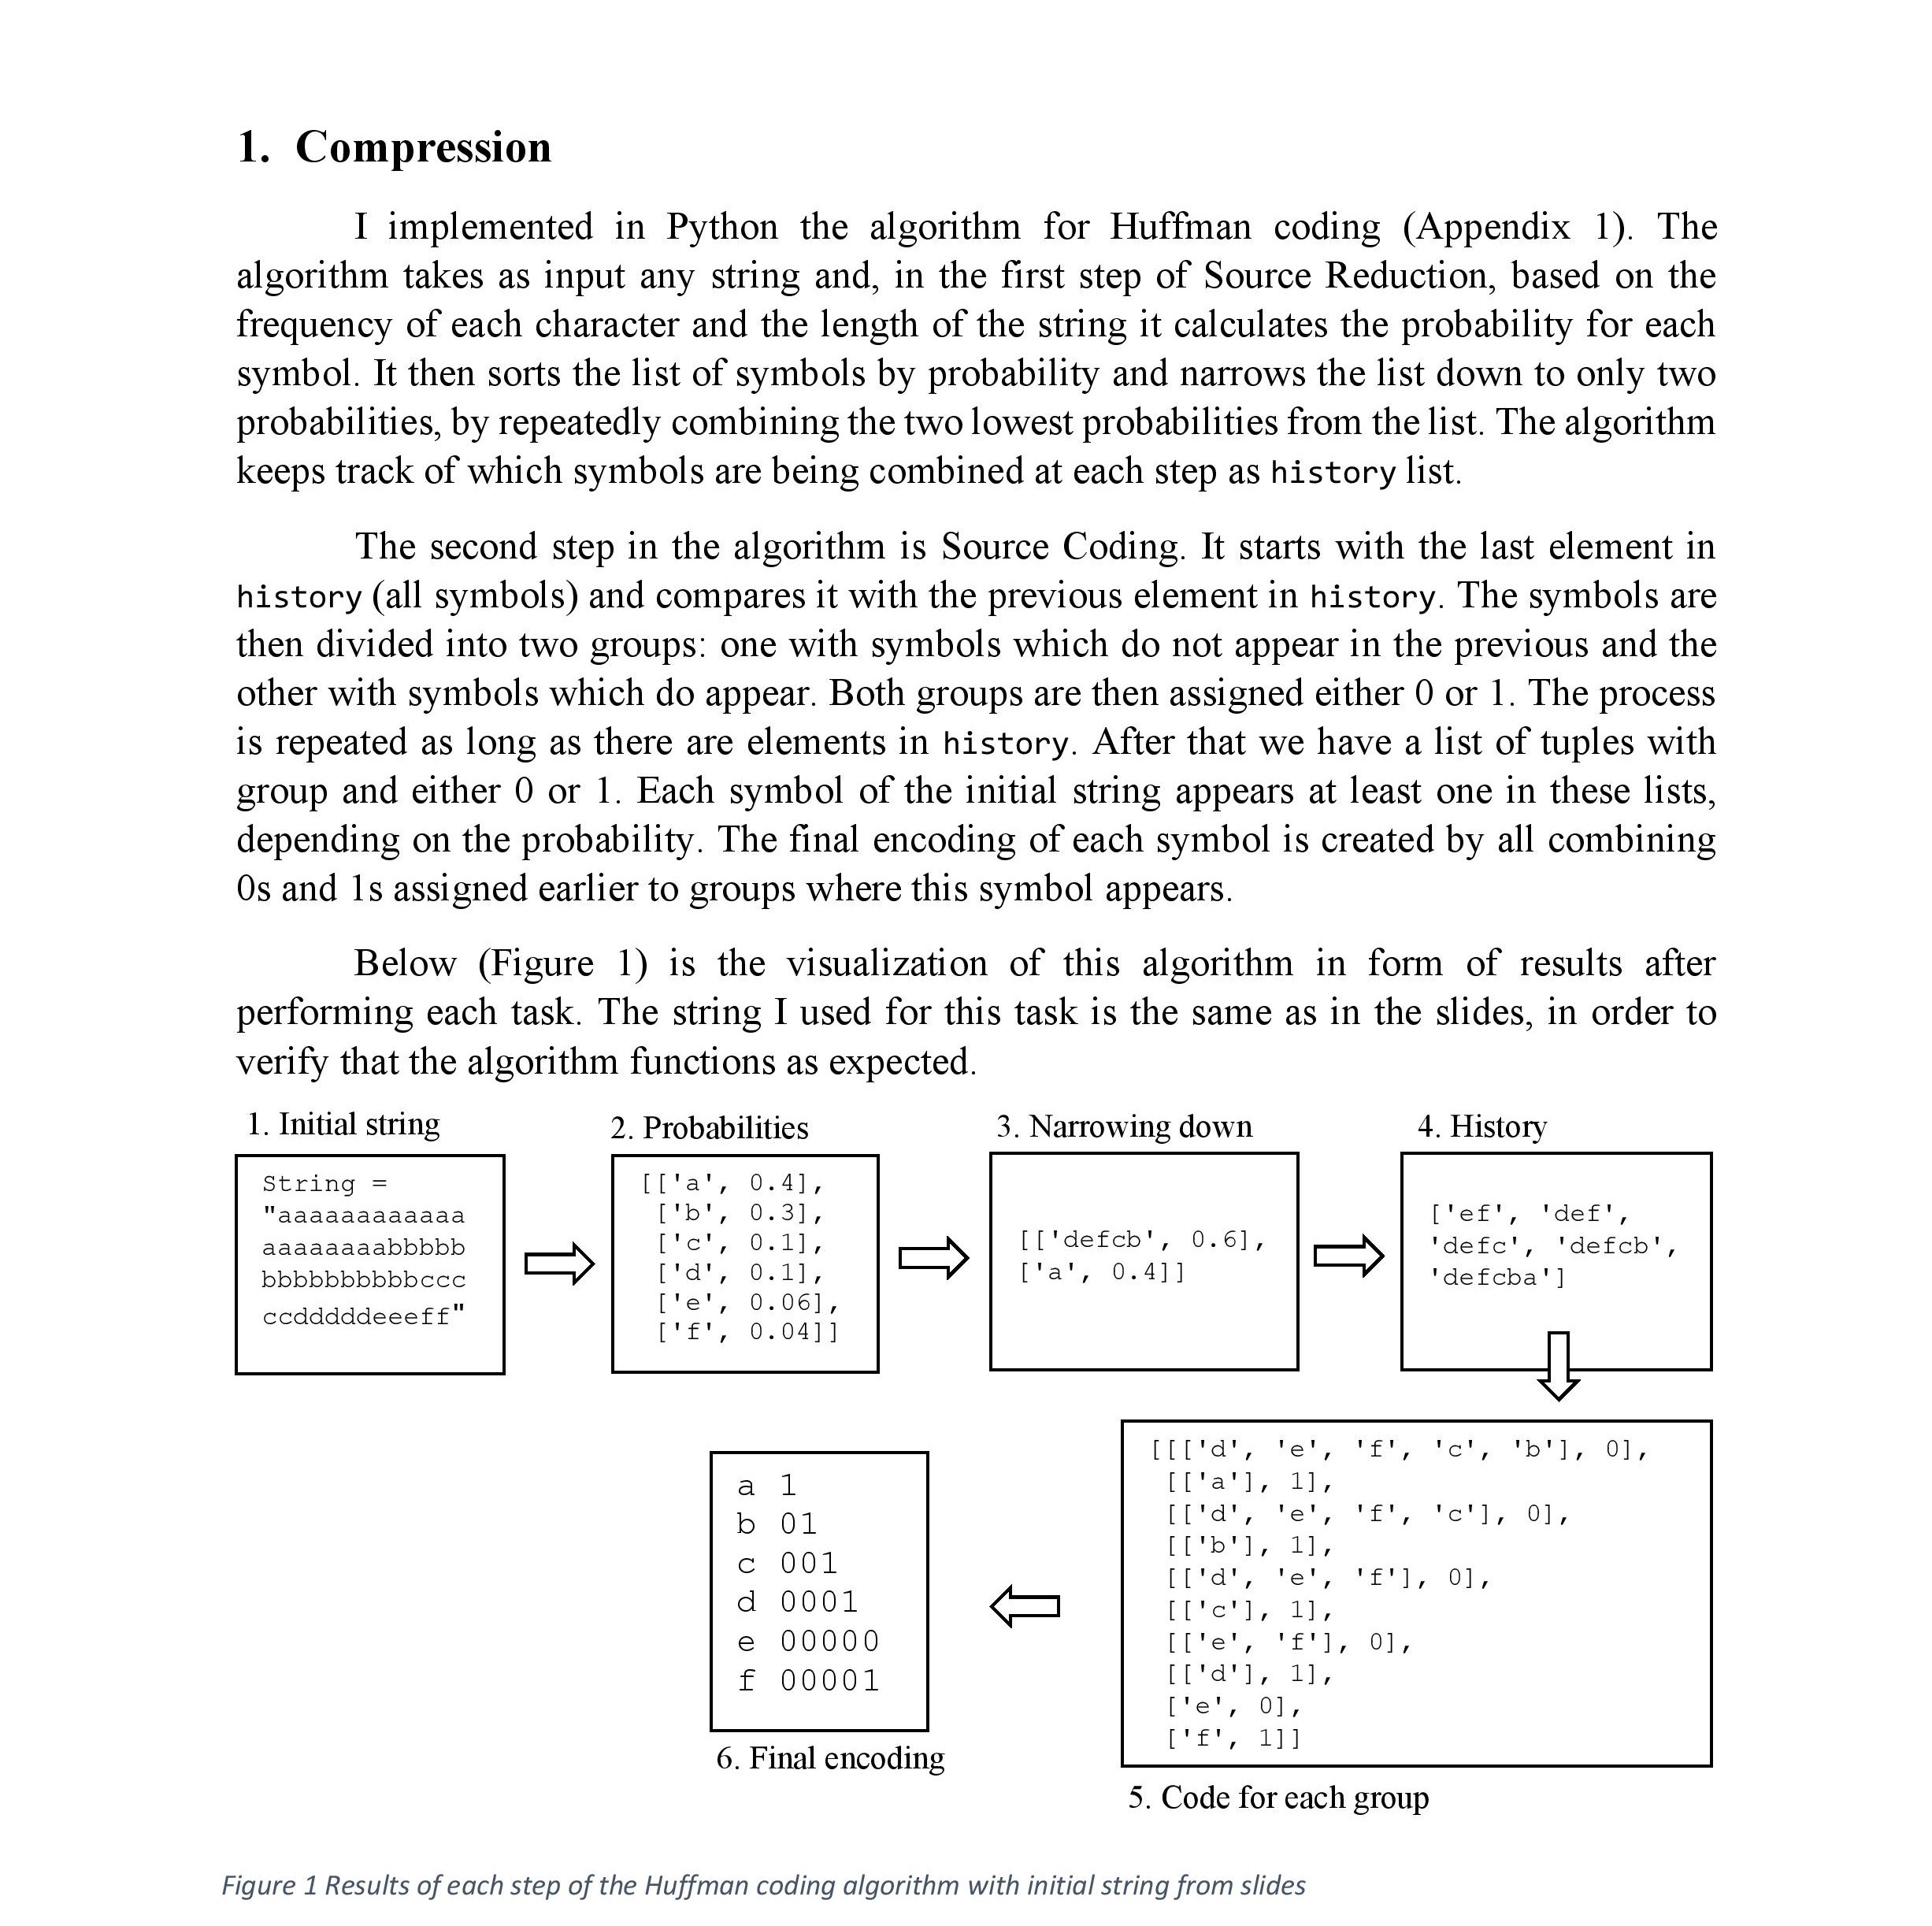 1. Compression
I implemented in Python the algorithm for Huffman coding (Appendix 1). The
algorithm takes as input any string and, in the first step of Source Reduction, based on the
frequency of each character and the length of the string it calculates the probability for each
symbol. It then sorts the list of symbols by probability and narrows the list down to only two
probabilities, by repeatedly combining the two lowest probabilities from the list. The algorithm
keeps track of which symbols are being combined at each step as history list.
The second step in the algorithm is Source Coding. It starts with the last element in
history (all symbols) and compares it with the previous element in history. The symbols are
then divided into two groups: one with symbols which do not appear in the previous and the
other with symbols which do appear. Both groups are then assigned either 0 or 1. The process
is repeated as long as there are elements in history. After that we have a list of tuples with
group and either 0 or 1. Each symbol of the initial string appears at least one in these lists,
depending on the probability. The final encoding of each symbol is created by all combining
0s and 1s assigned earlier to groups where this symbol appears.
Below (Figure 1) is the visualization of this algorithm in form of results after
performing each task. The string I used for this task is the same as in the slides, in order to
verify that the algorithm functions as expected.
1. Initial string
String =
"aaaaaaaaaaaa
aaaaaaaabbbbb
bbbbbbbbbbccc
ccdddddeeeff"
2. Probabilities
[['a', 0.4],
['b', 0.3],
['c', 0.1],
['d', 0.1],
['e', 0.06],
['f', 0.04]]
3. Narrowing down
[['defcb', 0.6],
['a', 0.4]]
4. History
['ef', 'def',
'defc', 'defcb',
'defcba']
[[['d', 'e', 'f', 'c', 'b'], 0],
[['a'], 1],
[['d', 'e', 'f', 'c'], 0],
[['b'], 1],
[['d', 'e', 'f'], 0],
[['c'], 1],
[['e', 'f'], 0],
[['d'], 1],
['e', 0],
['f', 1]]
5. Code for each group
a 1
b 01
c 001
d 0001
e 00000
f 00001
6. Final encoding
Figure 1 Results of each step of the Huffman coding algorithm with initial string from slides